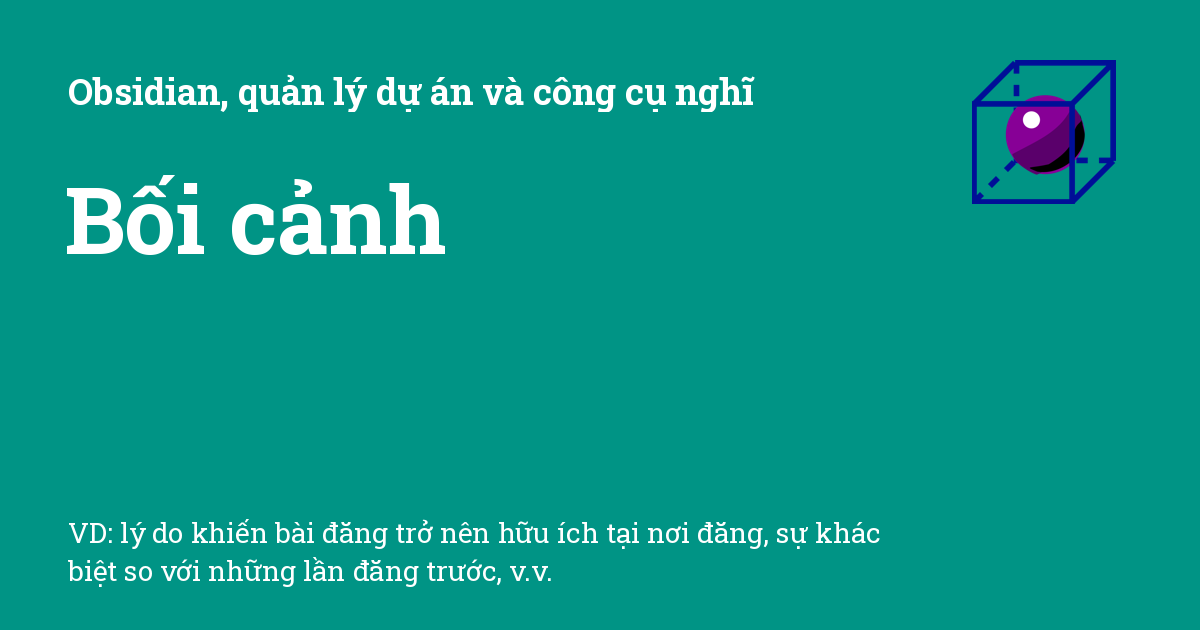 Obsidian, quản lý dự án và công cụ nghĩ
Bối cảnh
VD: lý do khiến bài đăng trở nên hữu ích tại nơi đăng, sự khác
biệt so với những lần đăng trước, v.v.